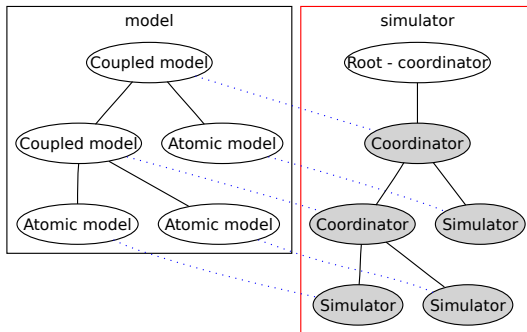 model
Coupled model
Coupled model
Atomic model
Atomic model
Atomic model
simulator
Root - coordinator
Coordinator
Coordinator
Simulator
Simulator
Simulator